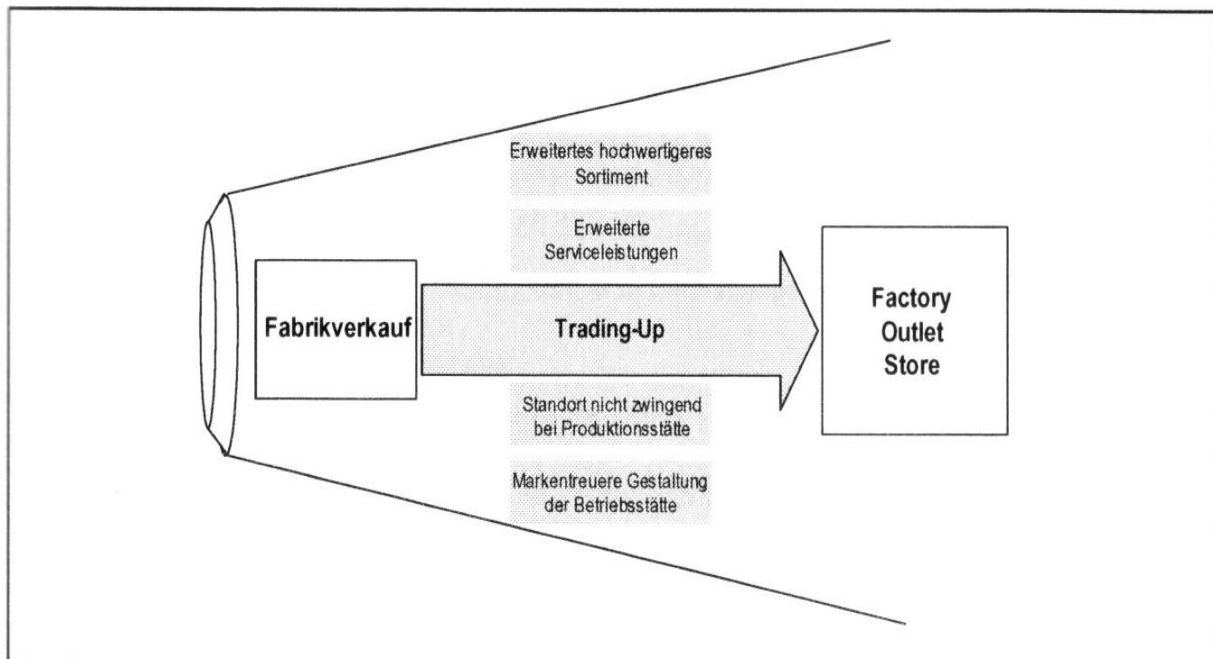 Erweitertes hochwertigeres
Sortiment
Erweiterte
Serviceleistungen
Fabrikverkauf
Trading-Up
Factory
Outlet
Store
Standort nicht zwingend
bei Produktionsstätte
Markentreuere Gestaltung
der Betriebsstätte